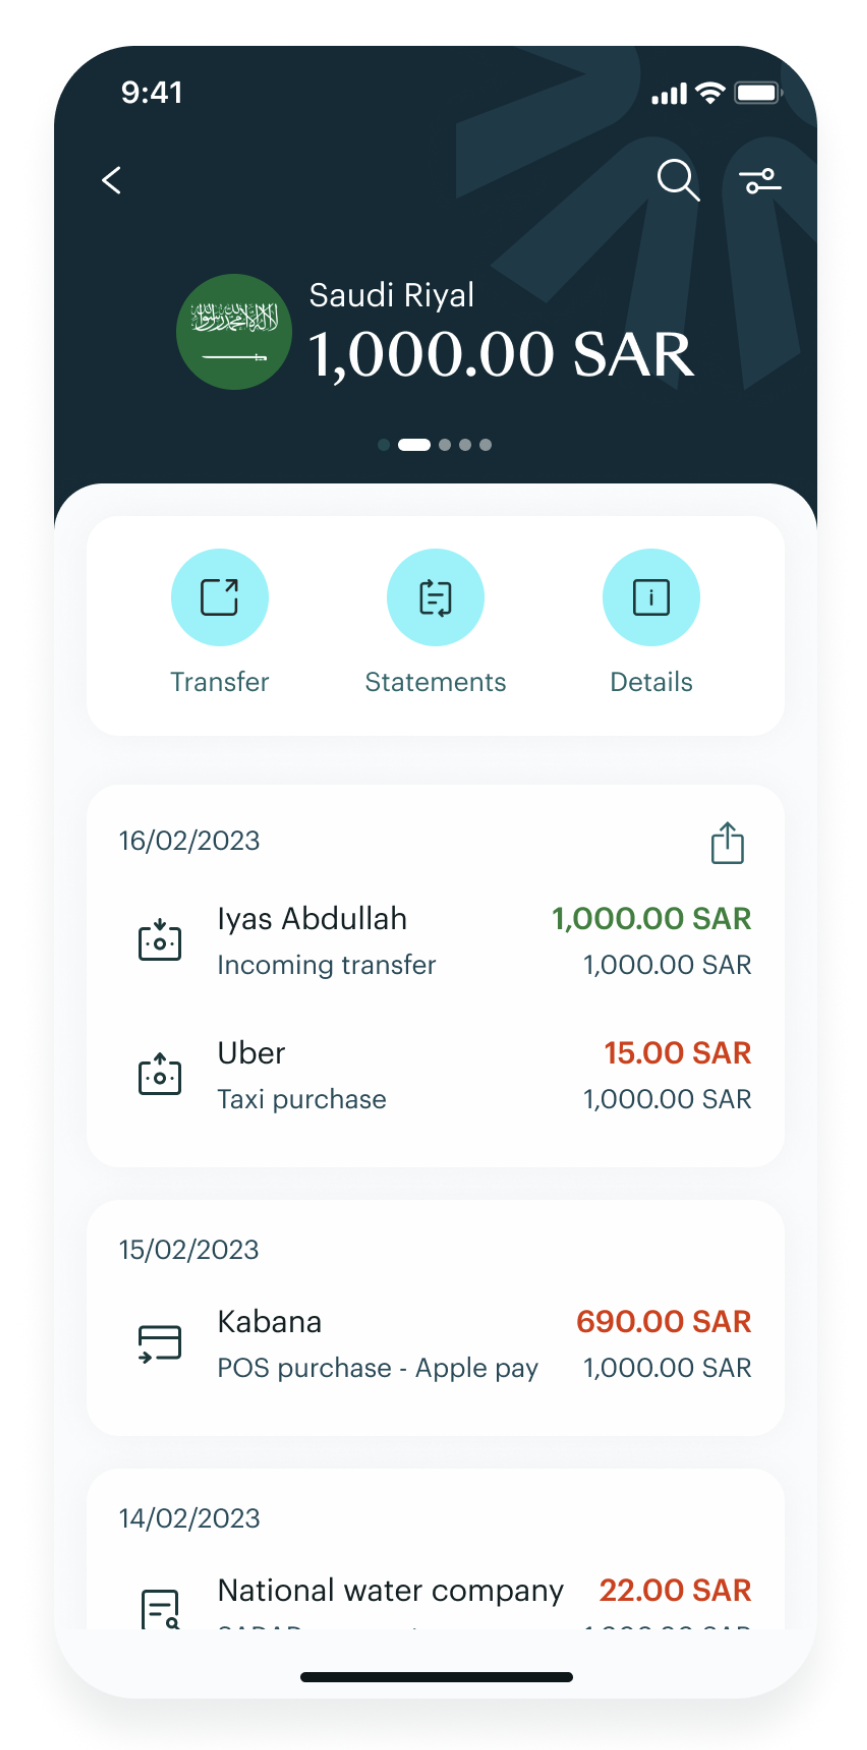 9:41
Saudi Riyal
1,000.00 SAR
Transfer
Statements
Details
16/02/2023
Iyas Abdullah
1,000.00 SAR
Incoming transfer
1,000.00 SAR
Uber
15.00 SAR
Taxi purchase
1,000.00 SAR
15/02/2023
Kabana
690.00 SAR
POS purchase - Apple pay
1,000.00 SAR
14/02/2023
National water company
22.00 SAR